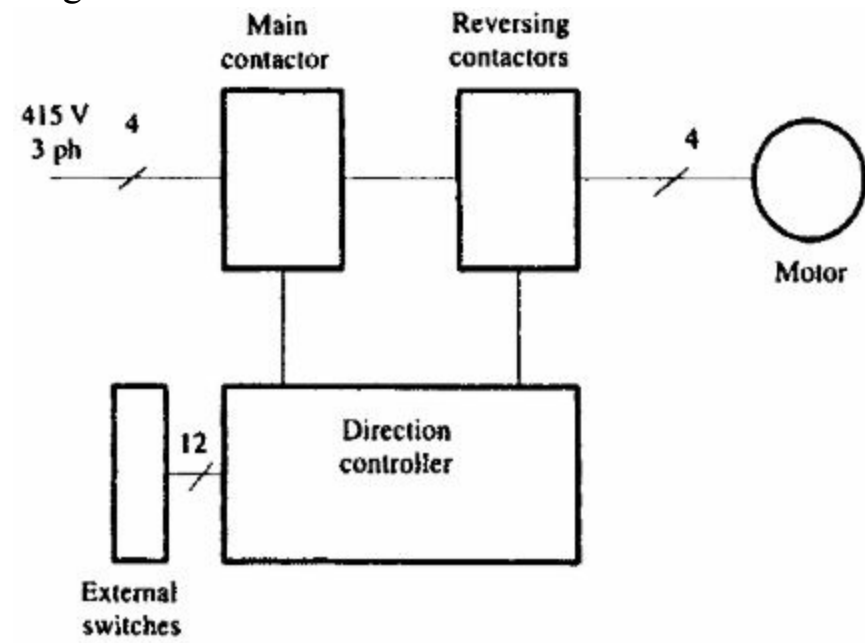 Main
contactor
Reversing
contactors
415 V
3 ph
4
4
Motor
Direction
controller
12
External
switches